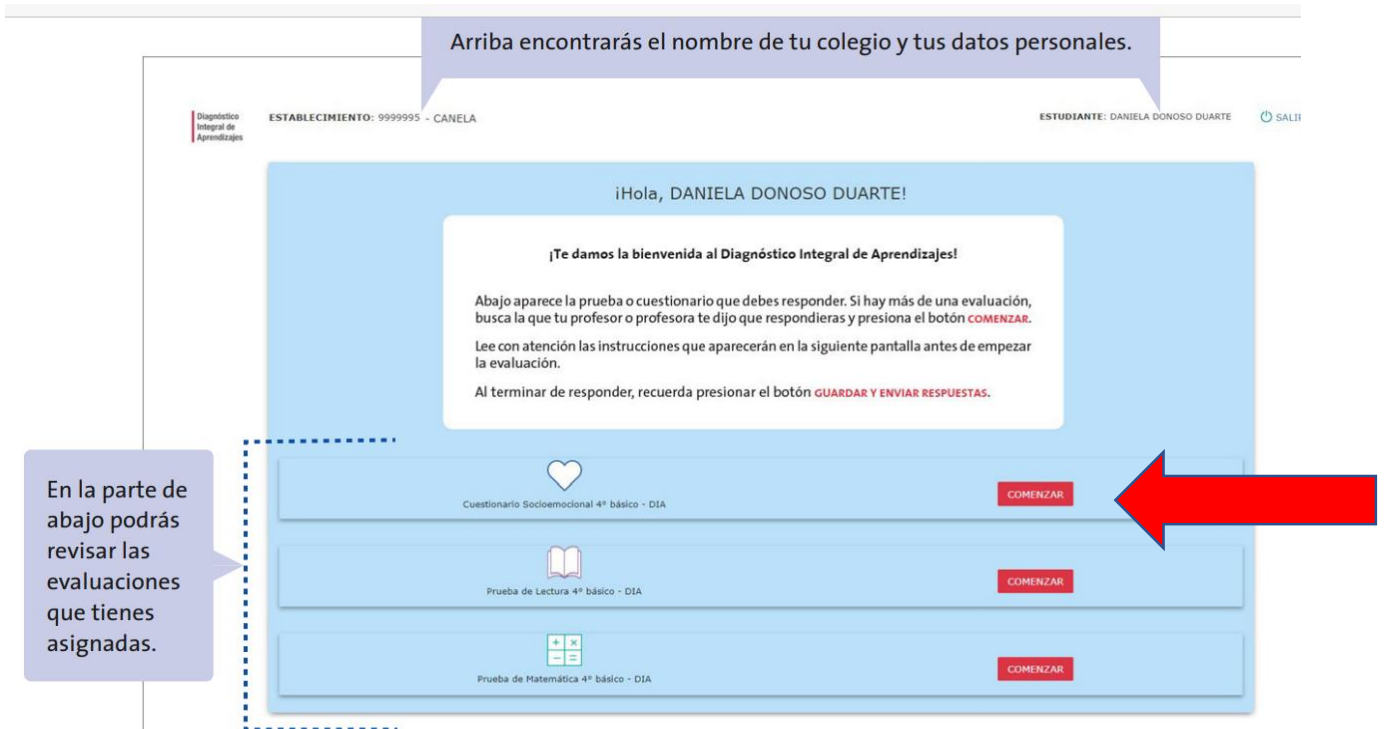 Arriba encontrarás el nombre de tu colegio y tus datos personales.
Diagnóstico
Integral de
Aprendizajes
ESTABLECIMIENTO: 9999995 - CANELA
ESTUDIANTE: DANIELA DONOSO DUARTE
SALIR
¡Hola, DANIELA DONOSO DUARTE!
¡Te damos la bienvenida al Diagnóstico Integral de Aprendizajes!
Abajo aparece la prueba o cuestionario que debes responder. Si hay más de una evaluación,
busca la que tu profesor o profesora te dijo que respondieras y presiona el botón COMENZAR.
Lee con atención las instrucciones que aparecerán en la siguiente pantalla antes de empezar
la evaluación.
Al terminar de responder, recuerda presionar el botón GUARDAR Y ENVIAR RESPUESTAS.
En la parte de
abajo podrás
revisar las
evaluaciones
que tienes
asignadas.
Cuestionario Socioemocional 4º básico - DIA
COMENZAR
Prueba de Lectura 4º básico - DIA
COMENZAR
Prueba de Matemática 4º básico - DIA
COMENZAR